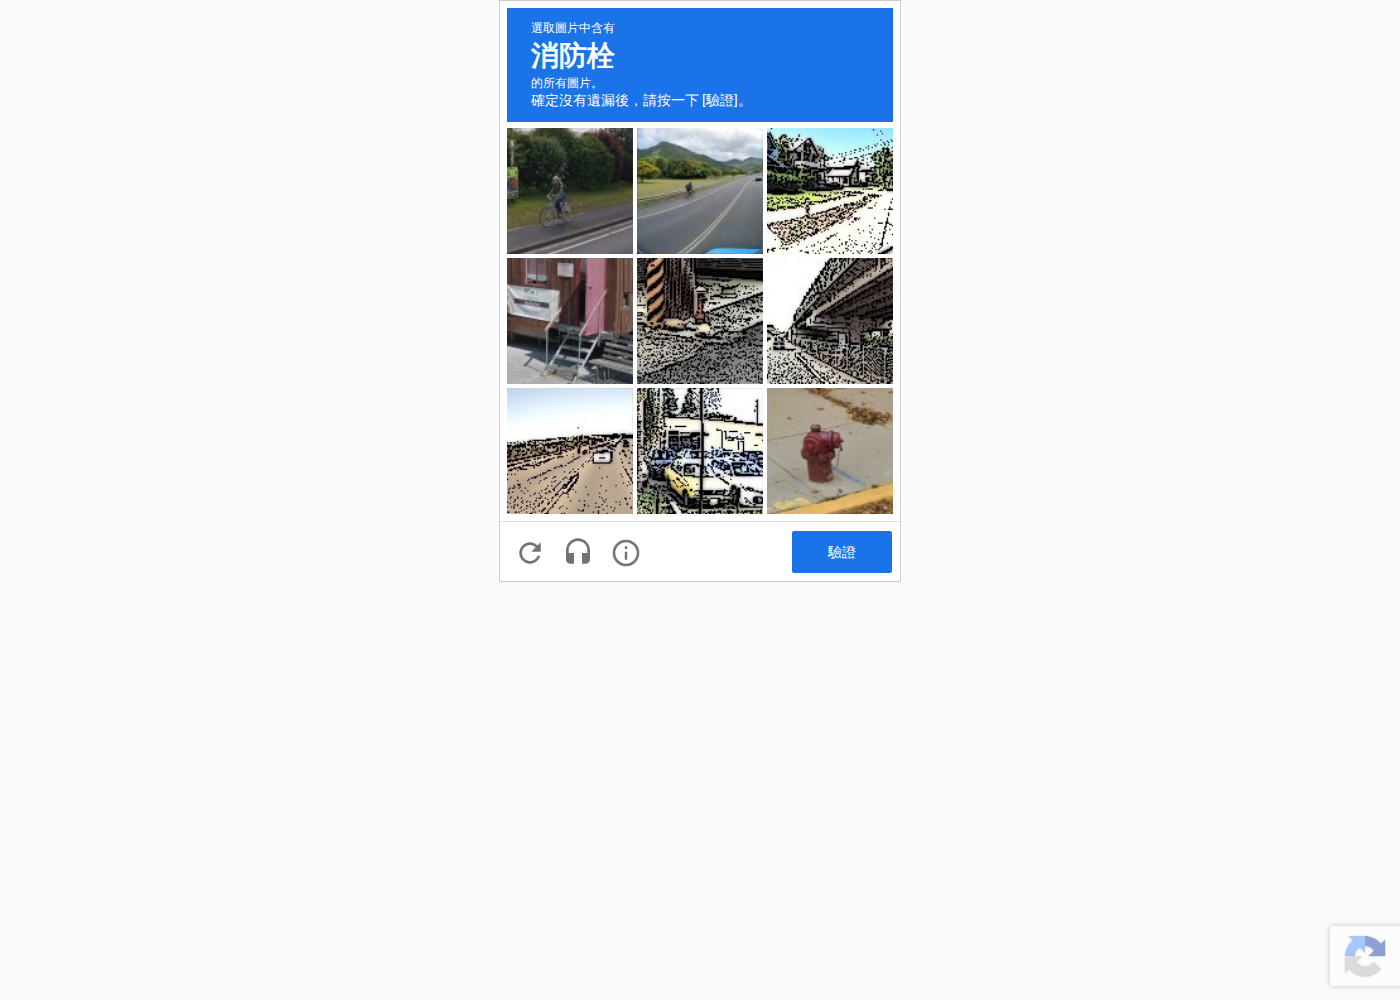 選取圖片中含有
消防栓
的所有圖片。
確定沒有遺漏後，請按一下 [驗證]。
驗證